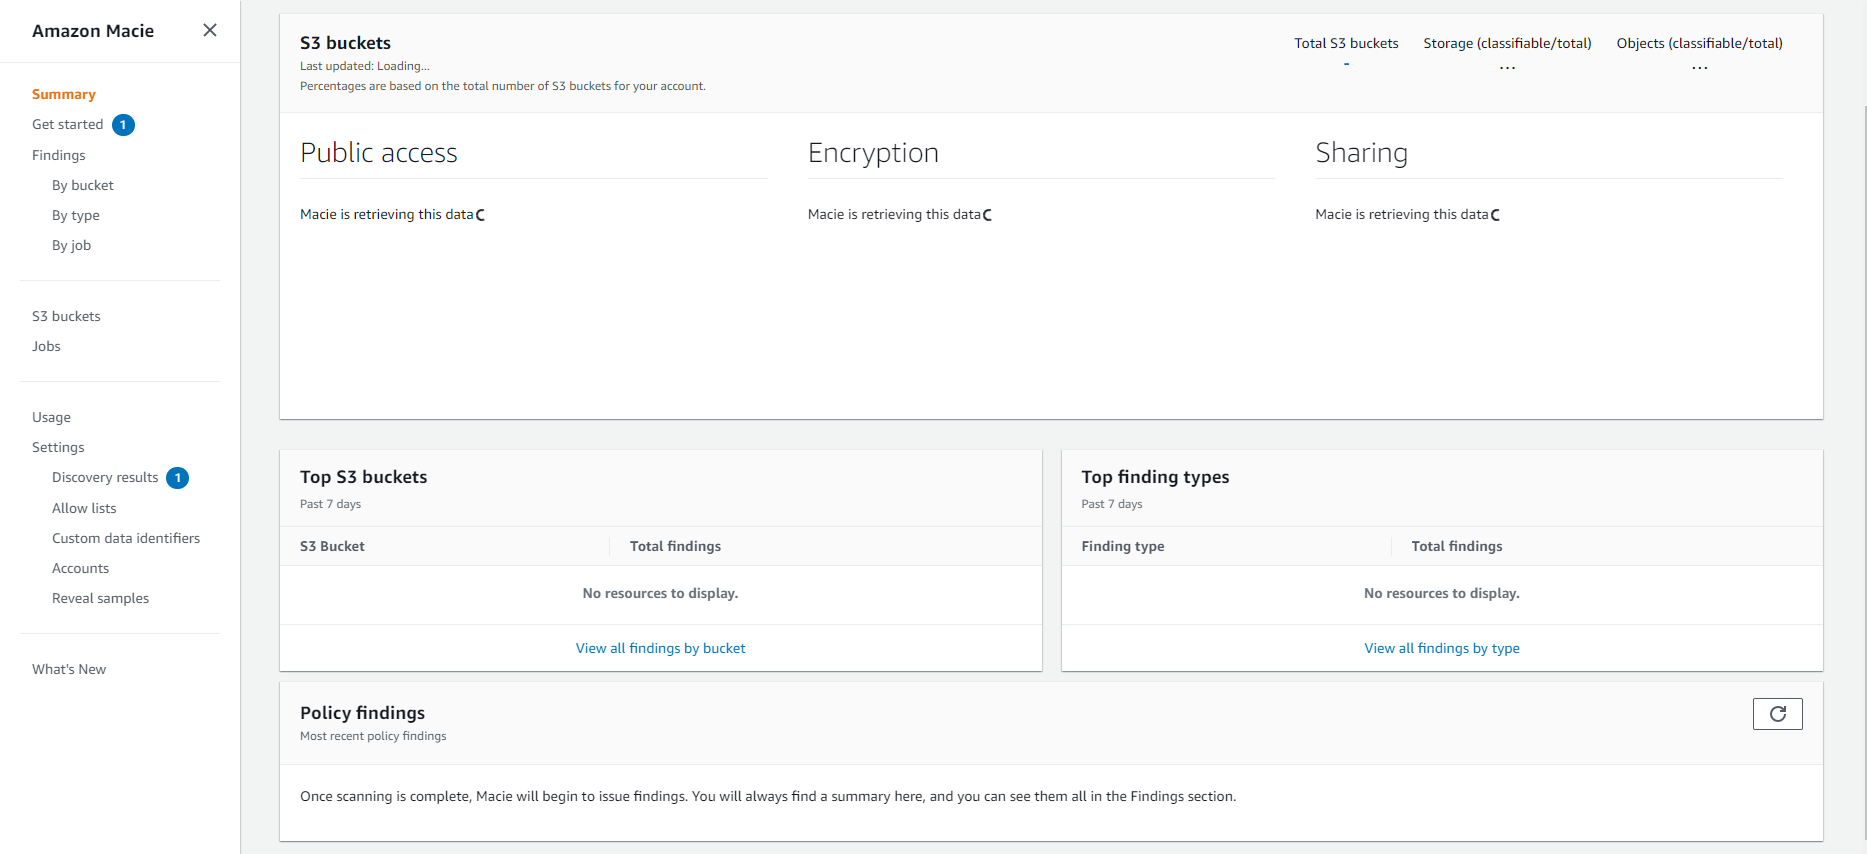 Amazon Macie
Summary
Get started 1
Findings
By bucket
By type
By job
S3 buckets
Jobs
Usage
Settings
Discovery results 1
Allow lists
Custom data identifiers
Accounts
Reveal samples
What's New
S3 buckets
Last updated: Loading...
Percentages are based on the total number of S3 buckets for your account.
Total S3 buckets
-
Storage (classifiable/total)
...
Objects (classifiable/total)
...
Public access
Macie is retrieving this data
Encryption
Macie is retrieving this data
Sharing
Macie is retrieving this data
Top S3 buckets
Past 7 days
S3 Bucket Total findings
No resources to display.
View all findings by bucket
Top finding types
Past 7 days
Finding type Total findings
No resources to display.
View all findings by type
Policy findings
Most recent policy findings
Once scanning is complete, Macie will begin to issue findings. You will always find a summary here, and you can see them all in the Findings section.